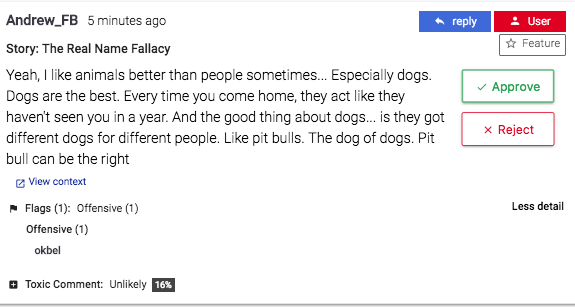 Andrew_FB 5 minutes ago reply User
Story: The Real Name Fallacy Feature
Yeah, I like animals better than people sometimes... Especially dogs.
Dogs are the best. Every time you come home, they act like they
haven't seen you in a year. And the good thing about dogs... is they got
different dogs for different people. Like pit bulls. The dog of dogs. Pit
bull can be the right
Approve
Reject
View context
Flags (1): Offensive (1) Less detail
Offensive (1)
okbel
Toxic Comment: Unlikely 16%